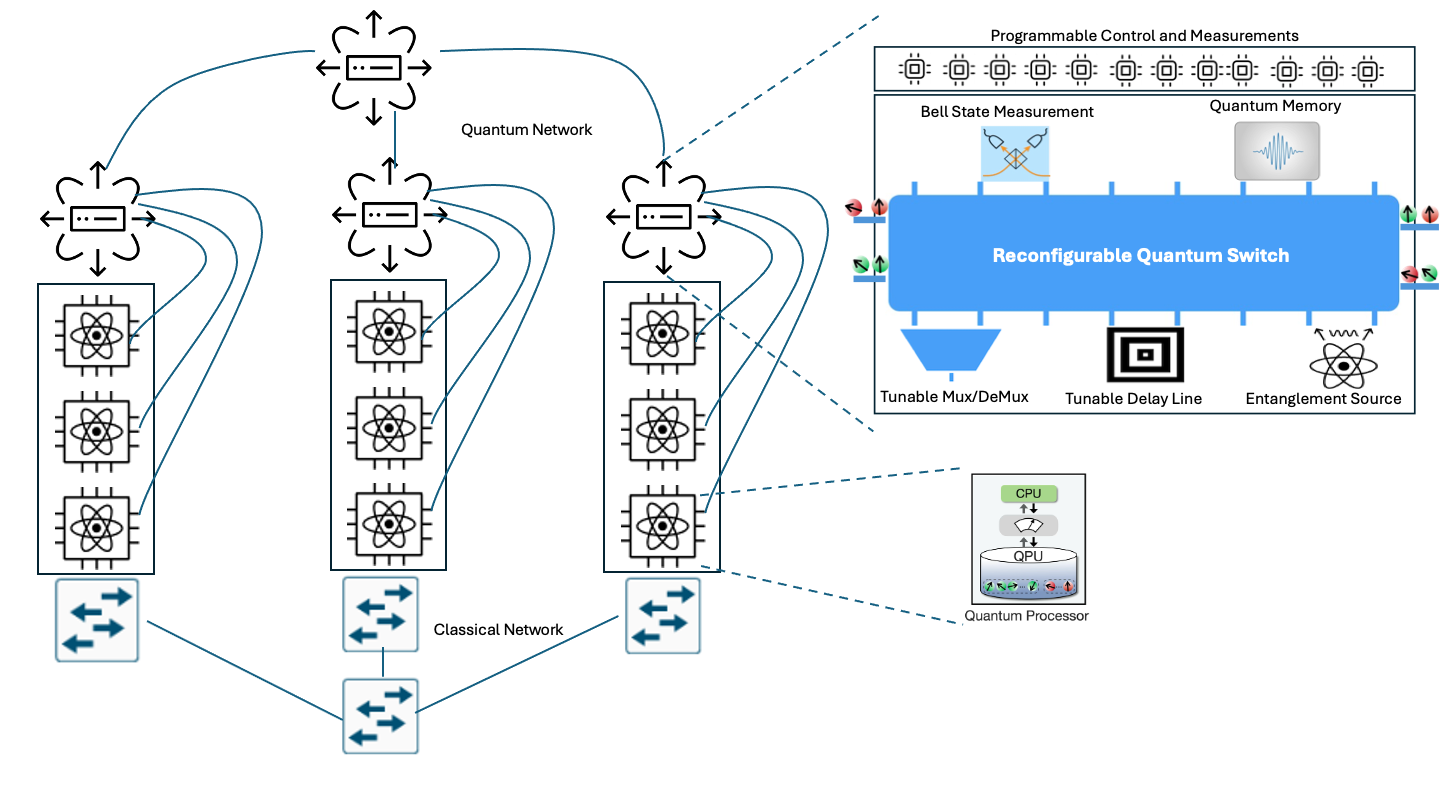 Programmable Control and Measurements
Bell State Measurement
Quantum Memory
Quantum Network
Reconfigurable Quantum Switch
Tunable Mux/DeMux
Tunable Delay Line
Entanglement Source
CPU
QPU
Quantum Processor
Classical Network